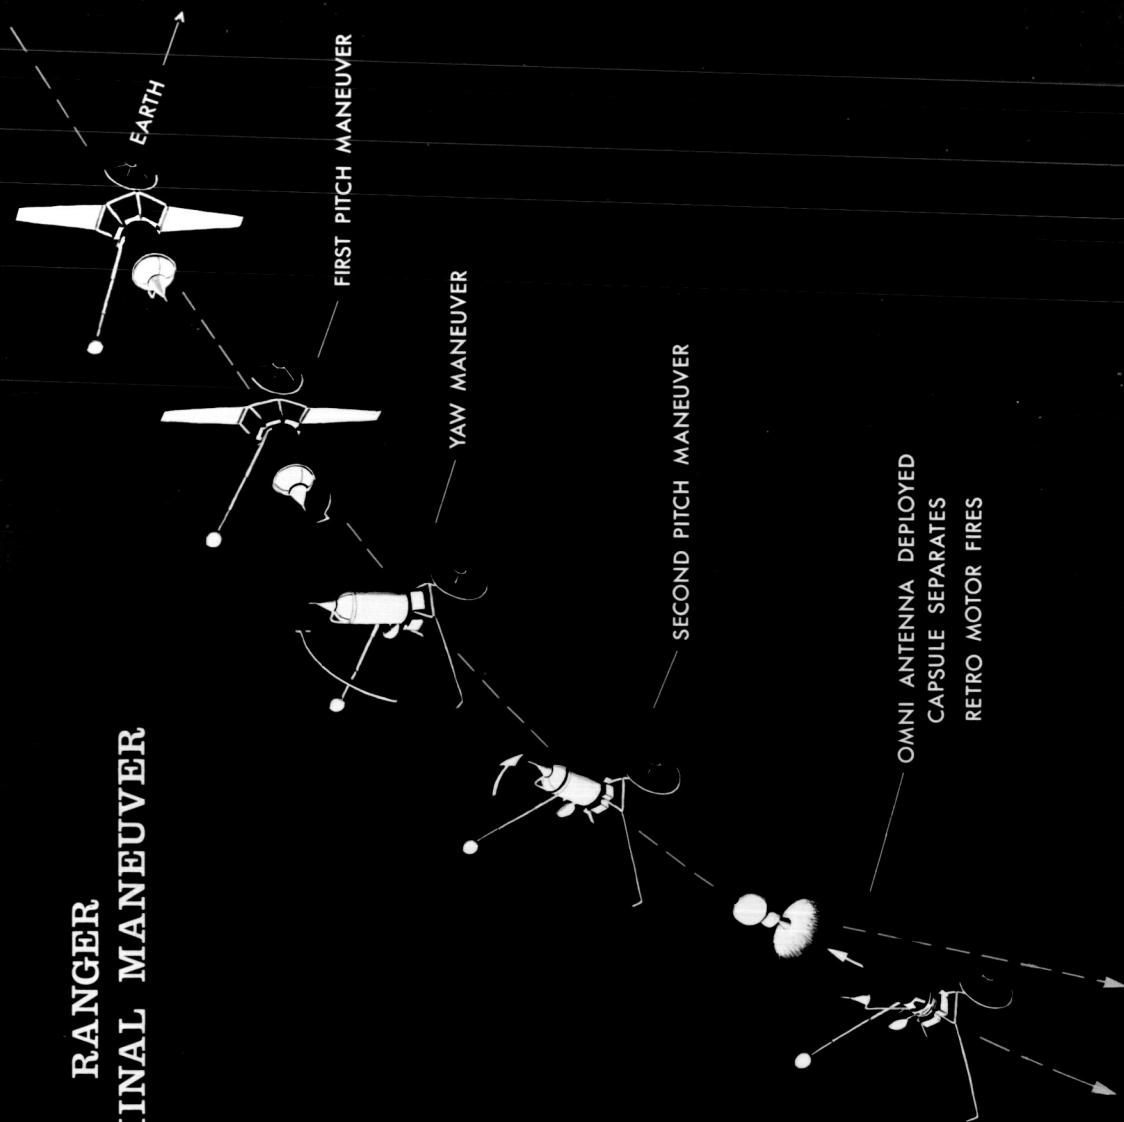 RANGER
MINAL MANEUVER
EARTH
FIRST PITCH MANEUVER
YAW MANEUVER
SECOND PITCH MANEUVER
OMNI ANTENNA DEPLOYED
CAPSULE SEPARATES
RETRO MOTOR FIRES